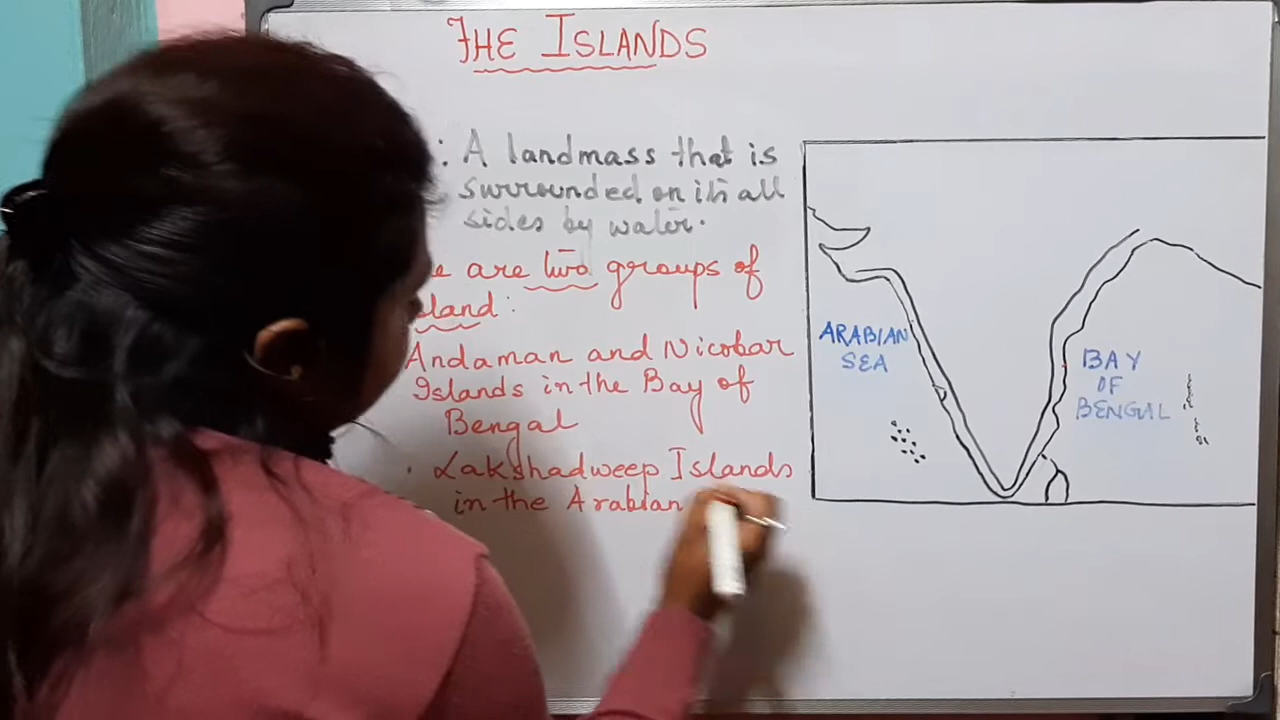 THE ISLANDS
: A landmass that is
surrounded on its all
sides by water.
are two groups of
:
Andaman and Nicobar
Islands in the Bay of
Bengal
· Lakshadweep Islands
in the Arabian
ARABIAN
SEA
BAY
OF
BENGAL